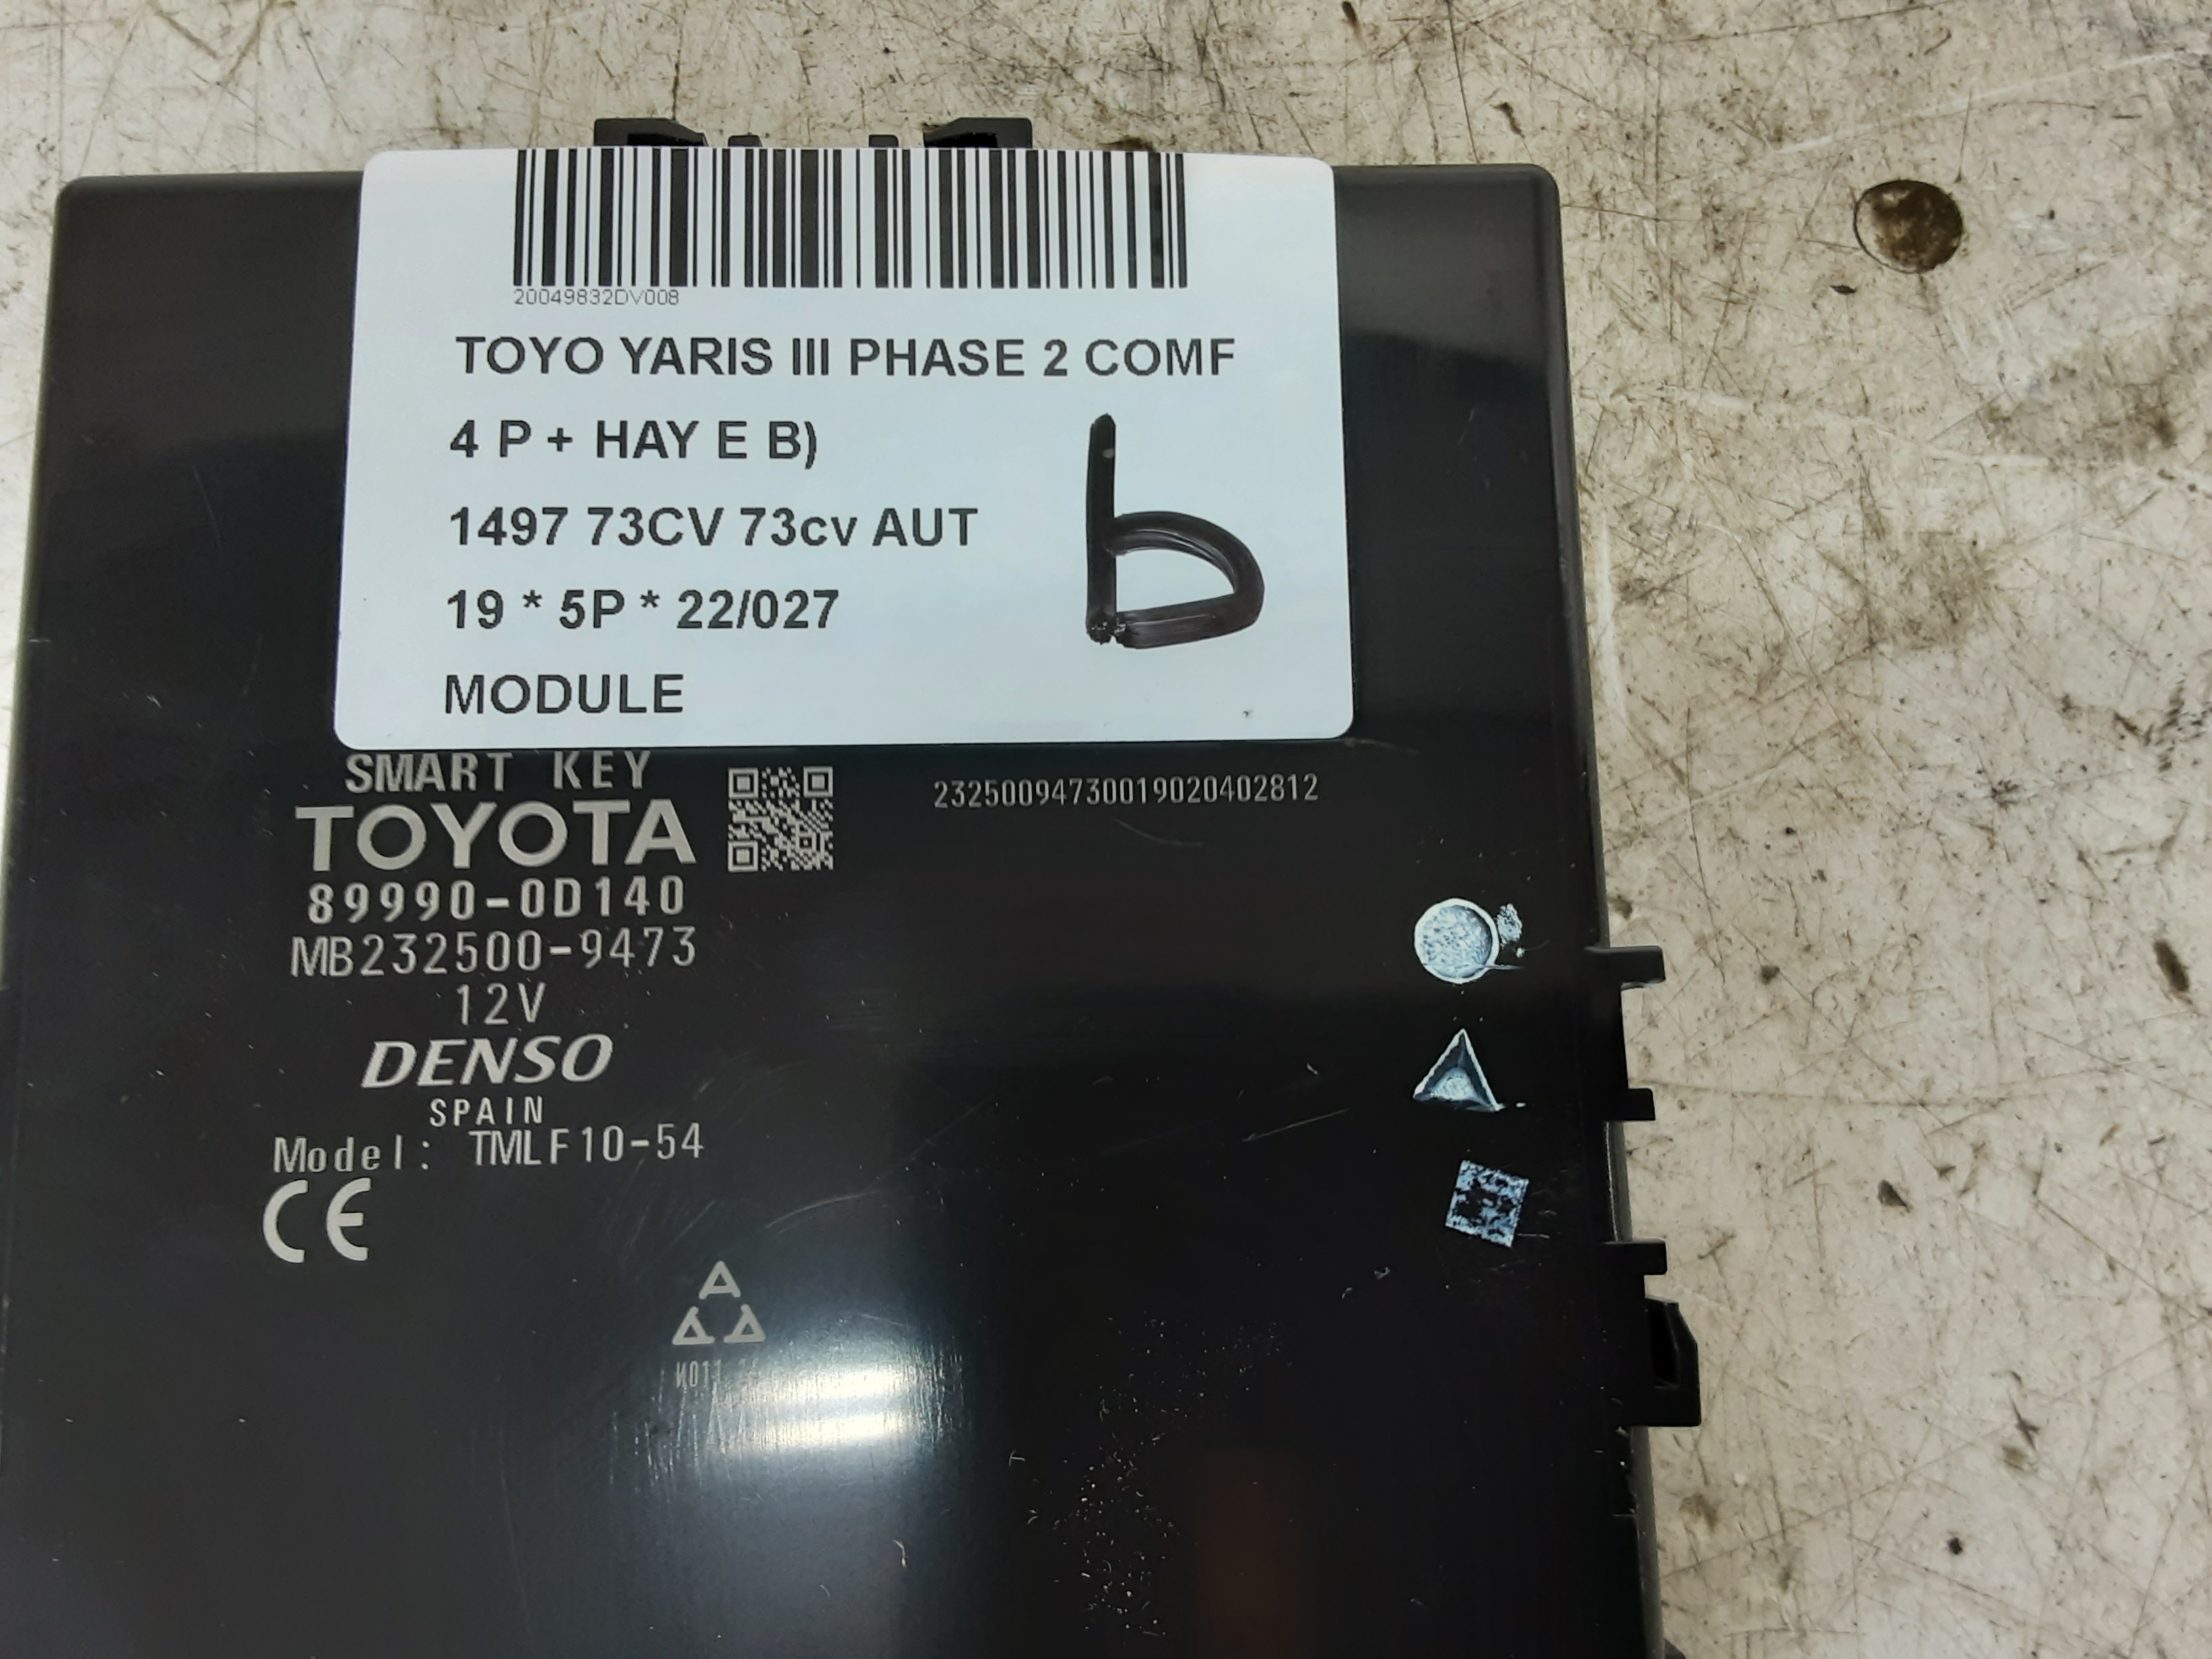 20049832DV008
TOYO YARIS III PHASE 2 COMF
4 P + HAY E B)
1497 73CV 73cv AUT
19 * 5P * 22/027
MODULE
b
SMART KEY
TOYOTA
89990-0D140
MB232500-9473
12V
DENSO
SPAIN
Model: TMLF10-54
CE
23250094730019020402812